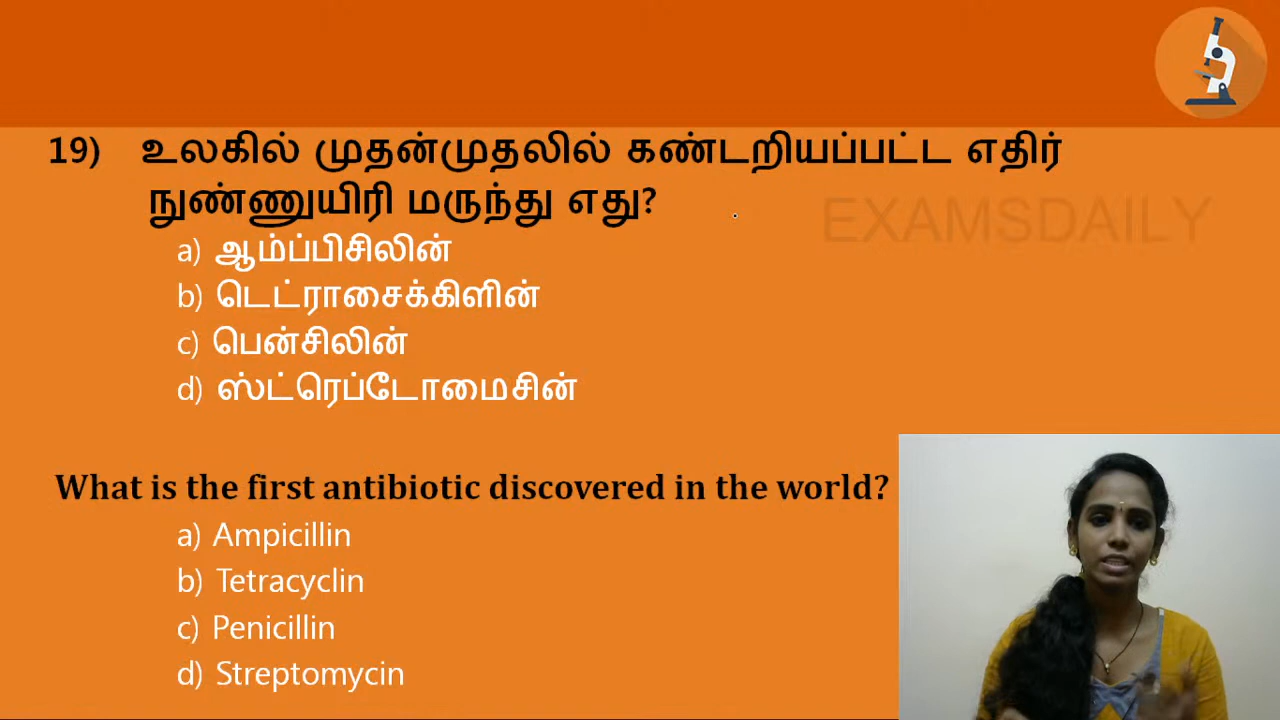 19) உலகில் முதன்முதலில் கண்டறியப்பட்ட எதிர்
நுண்ணுயிரி மருந்து எது?
EXAMSDAILY
a) ஆம்ப்பிசிலின்
b) டெட்ராசைக்கிளின்
c) பென்சிலின்
d) ஸ்ட்ரெப்டோமைசின்
What is the first antibiotic discovered in the world?
a) Ampicillin
b) Tetracyclin
c) Penicillin
d) Streptomycin